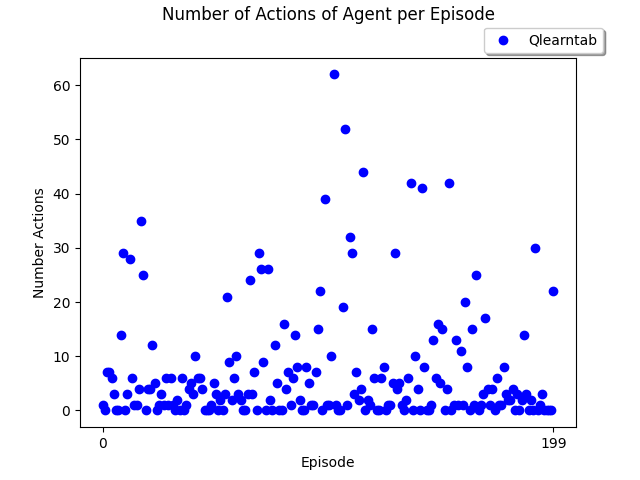 Number of Actions of Agent per Episode
Qlearntab
60
50
40
30
20
10
0
Number Actions
0
199
Episode